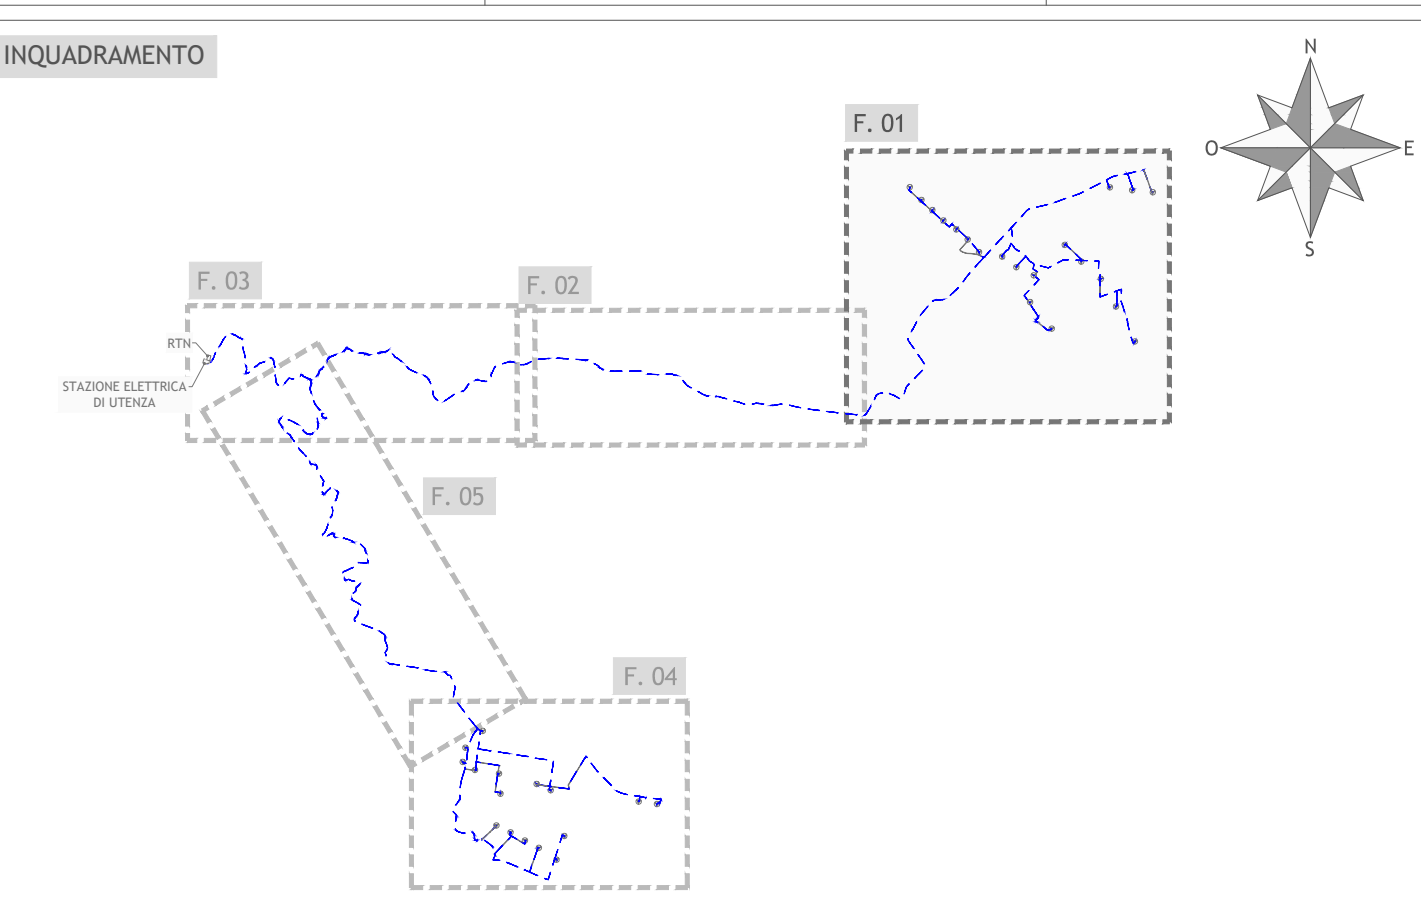 INQUADRAMENTO
N
F. 01
O
E
S
F. 03
F. 02
RTN
STAZIONE ELETTRICA
DI UTENZA
F. 05
F. 04